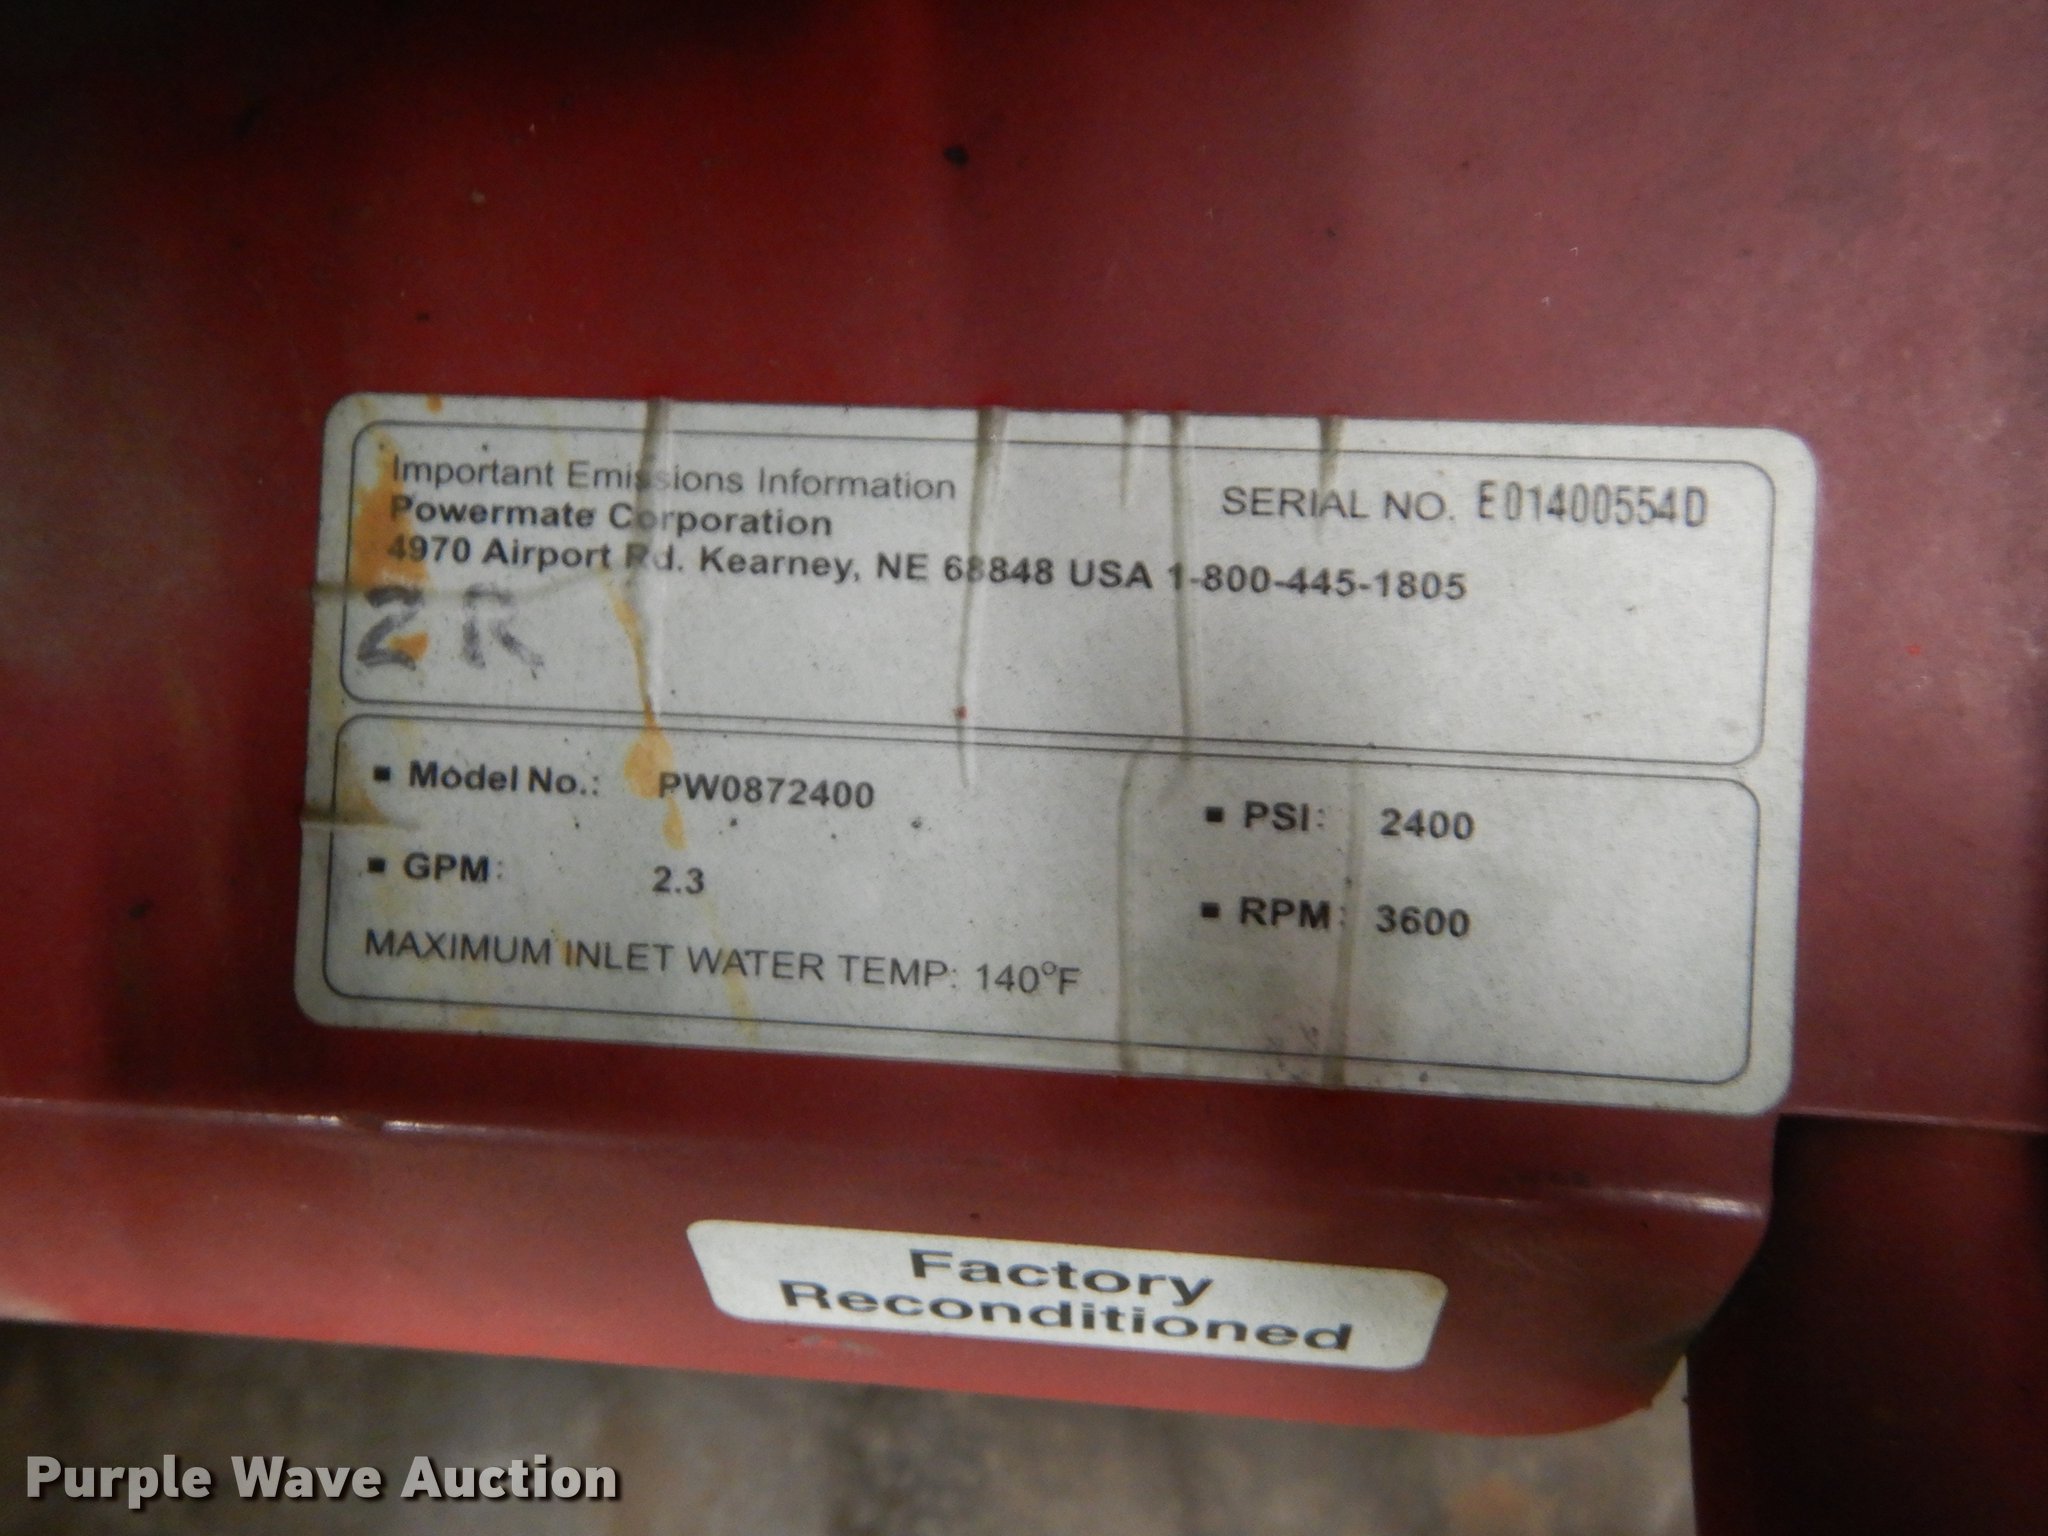 Important Emissions Information
Powermate Corporation
SERIAL NO. E01400554D
4970 Airport Rd. Kearney, NE 68848 USA 1-800-445-1805
2R
▪ Model No.: PW0872400
▪ PSI: 2400
▪ GPM: 2.3
▪ RPM: 3600
MAXIMUM INLET WATER TEMP: 140°F
Factory
Reconditioned
Purple Wave Auction